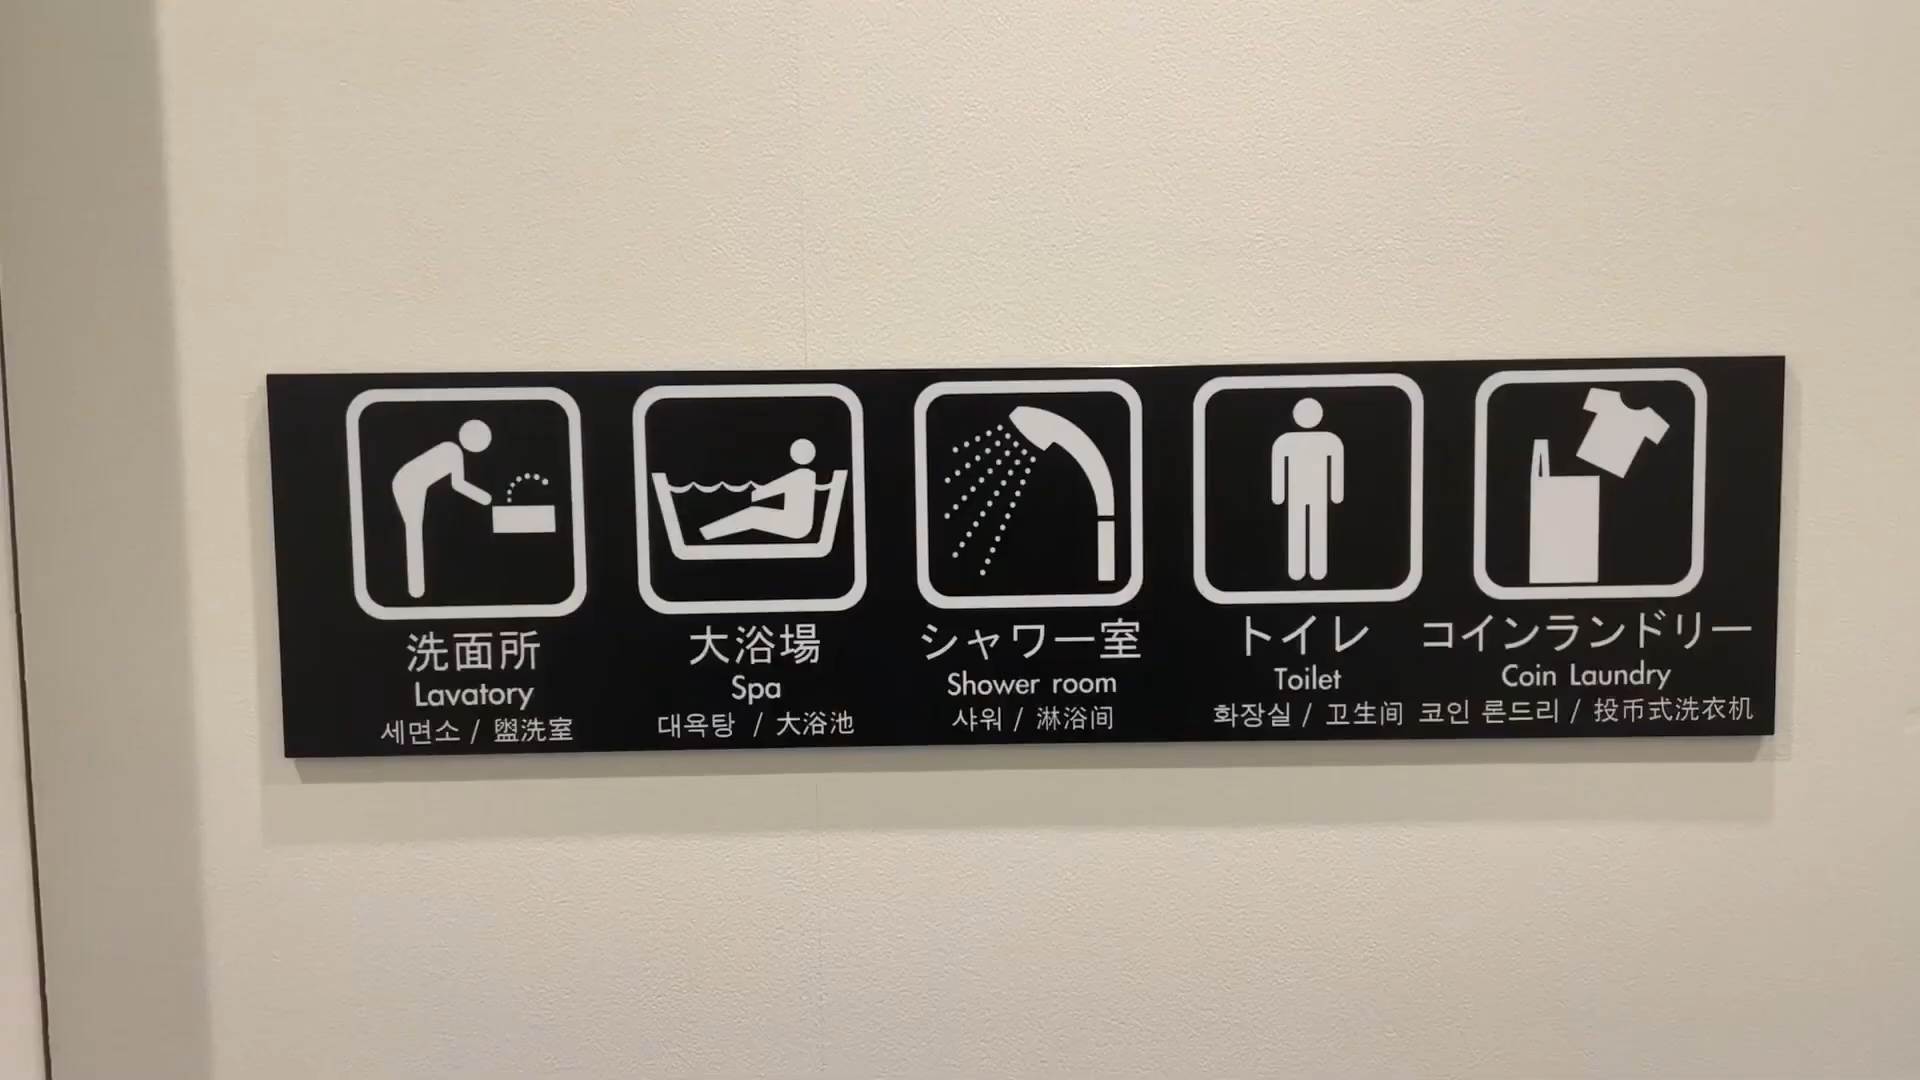 洗面所
Lavatory
세면소 / 盥洗室
大浴場
Spa
대욕탕 / 大浴池
シャワー室
Shower room
샤워 / 淋浴间
トイレ
Toilet
화장실 / 卫生间
コインランドリー
Coin Laundry
코인 론드리 / 投币式洗衣机